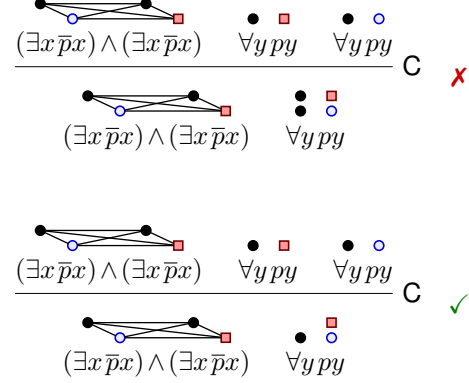 (∃x p̅x)∧(∃x p̅x) ∀y py ∀y py
C ✗
(∃x p̅x)∧(∃x p̅x) ∀y py
(∃x p̅x)∧(∃x p̅x) ∀y py ∀y py
C ✓
(∃x p̅x)∧(∃x p̅x) ∀y py